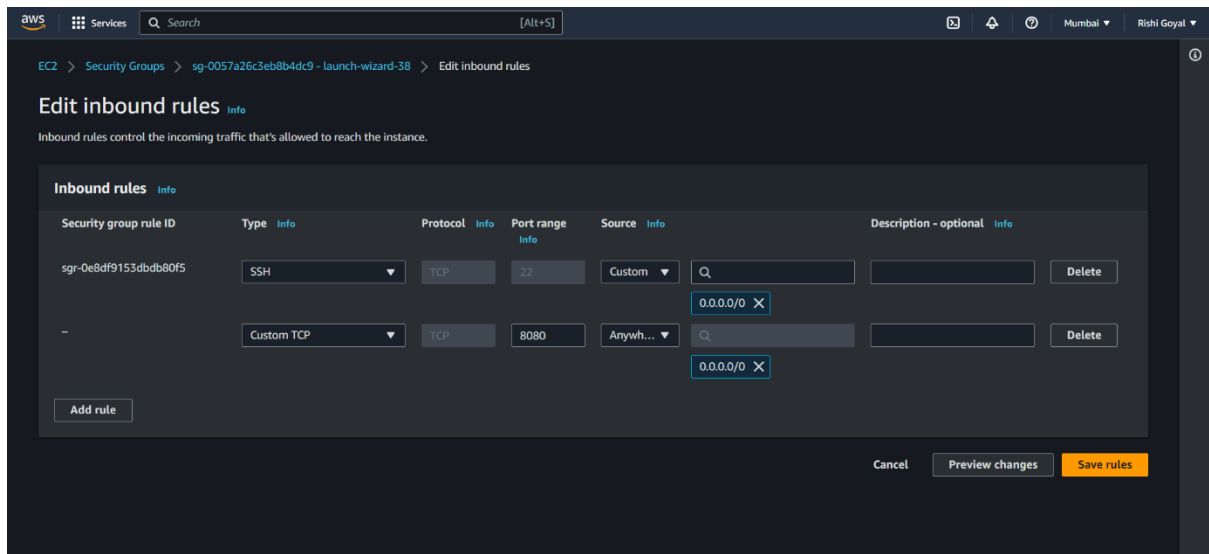 aws Services Search [Alt+S] Mumbai Rishi Goyal
EC2 > Security Groups > sg-0057a26c3eb8b4dc9 - launch-wizard-38 > Edit inbound rules
Edit inbound rules Info
Inbound rules control the incoming traffic that's allowed to reach the instance.
Inbound rules Info
Security group rule ID Type Info Protocol Info Port range Source Info Description - optional Info
Info
sgr-0e8df9153dbdb80f5 SSH TCP 22 Custom Delete
0.0.0.0/0
– Custom TCP TCP 8080 Anywh... Delete
0.0.0.0/0
Add rule
Cancel Preview changes Save rules